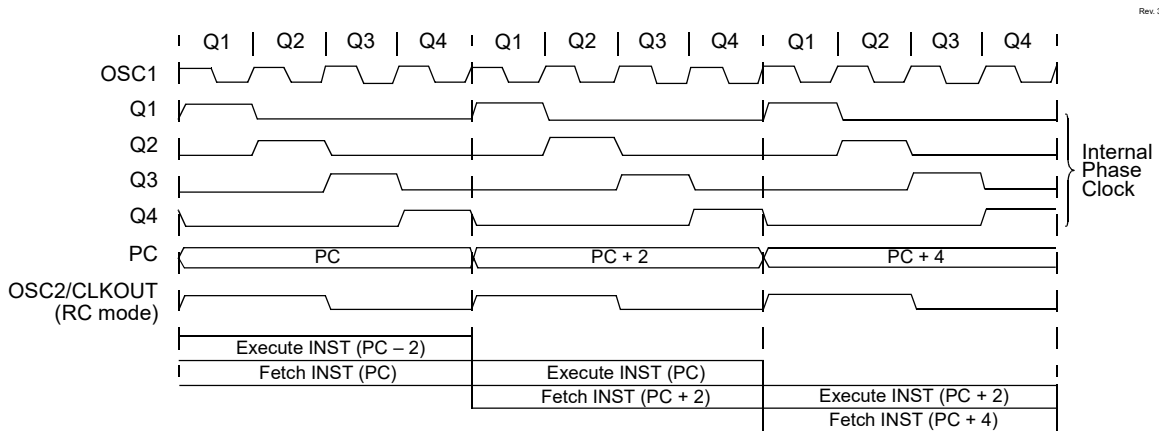 Rev. 3
Q1 Q2 Q3 Q4 Q1 Q2 Q3 Q4 Q1 Q2 Q3 Q4
OSC1
Q1
Q2
Q3
Q4
Internal
Phase
Clock
PC
PC
PC + 2
PC + 4
OSC2/CLKOUT
(RC mode)
Execute INST (PC – 2)
Fetch INST (PC)
Execute INST (PC)
Fetch INST (PC + 2)
Execute INST (PC + 2)
Fetch INST (PC + 4)